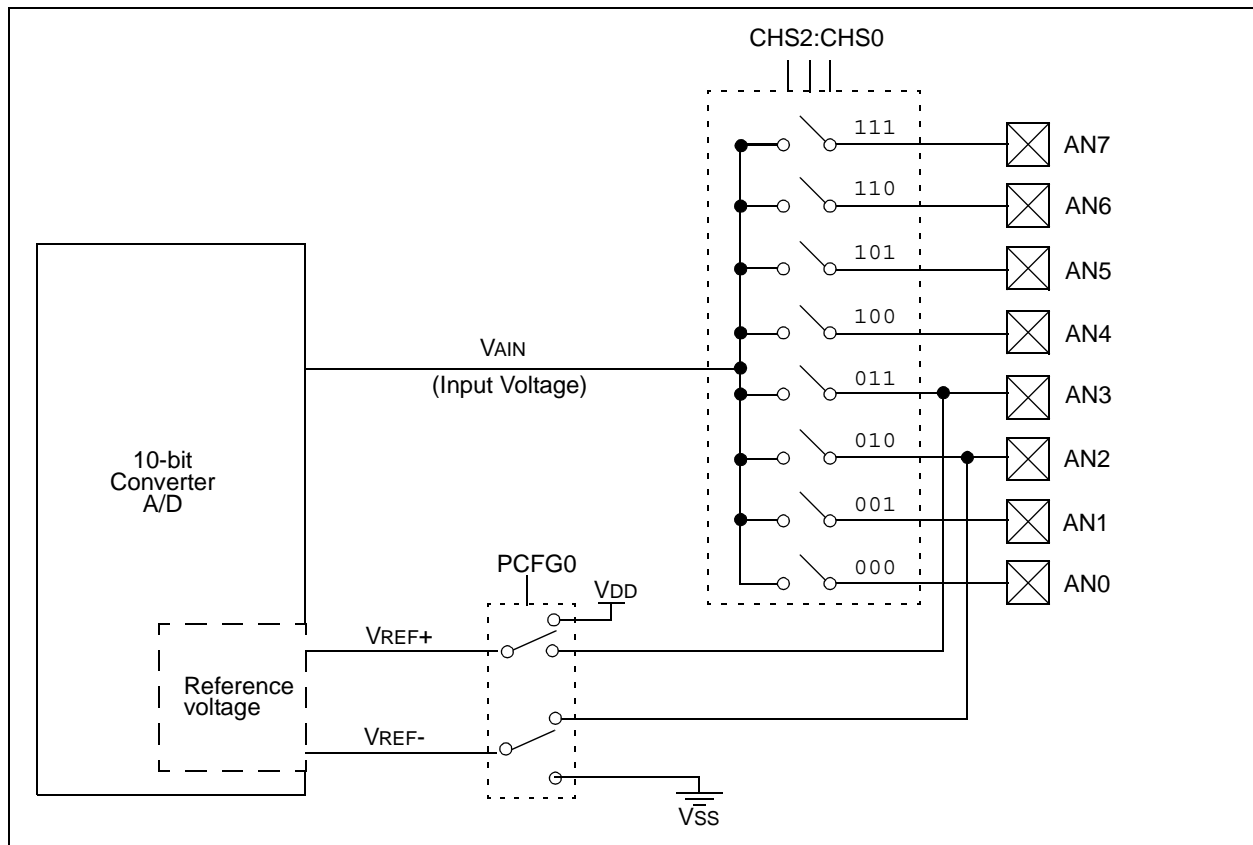 CHS2:CHS0
111
AN7
110
AN6
101
AN5
100
AN4
VAIN
(Input Voltage)
011
AN3
010
AN2
10-bit
Converter
A/D
001
AN1
000
AN0
PCFG0
VDD
VREF+
Reference
voltage
VREF-
VSS